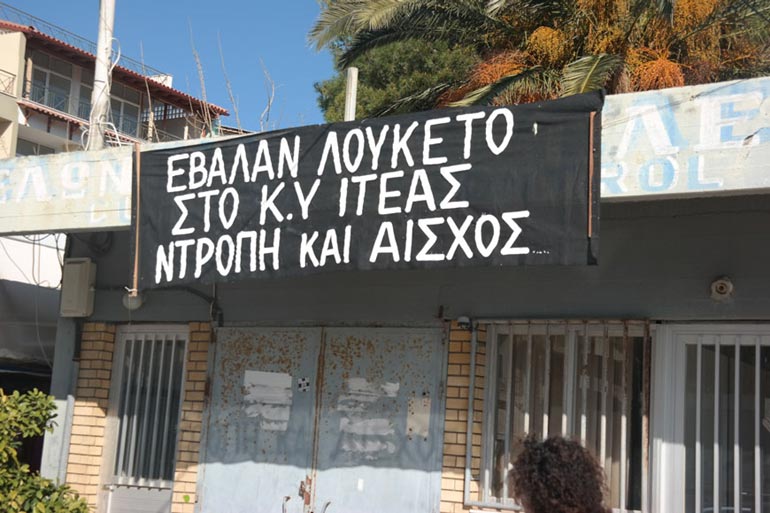 ΕΒΑΛΑΝ ΛΟΥΚΕΤΟ
ΣΤΟ Κ.Υ ΙΤΕΑΣ
ΝΤΡΟΠΗ ΚΑΙ ΑΙΣΧΟΣ....